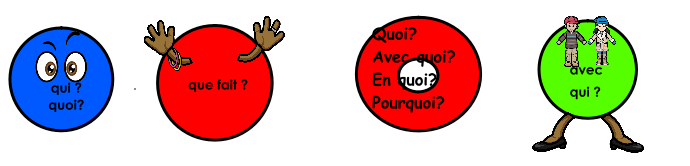 qui ?
quoi?
que fait ?
Quoi?
Avec quoi?
En quoi?
Pourquoi?
avec
qui ?